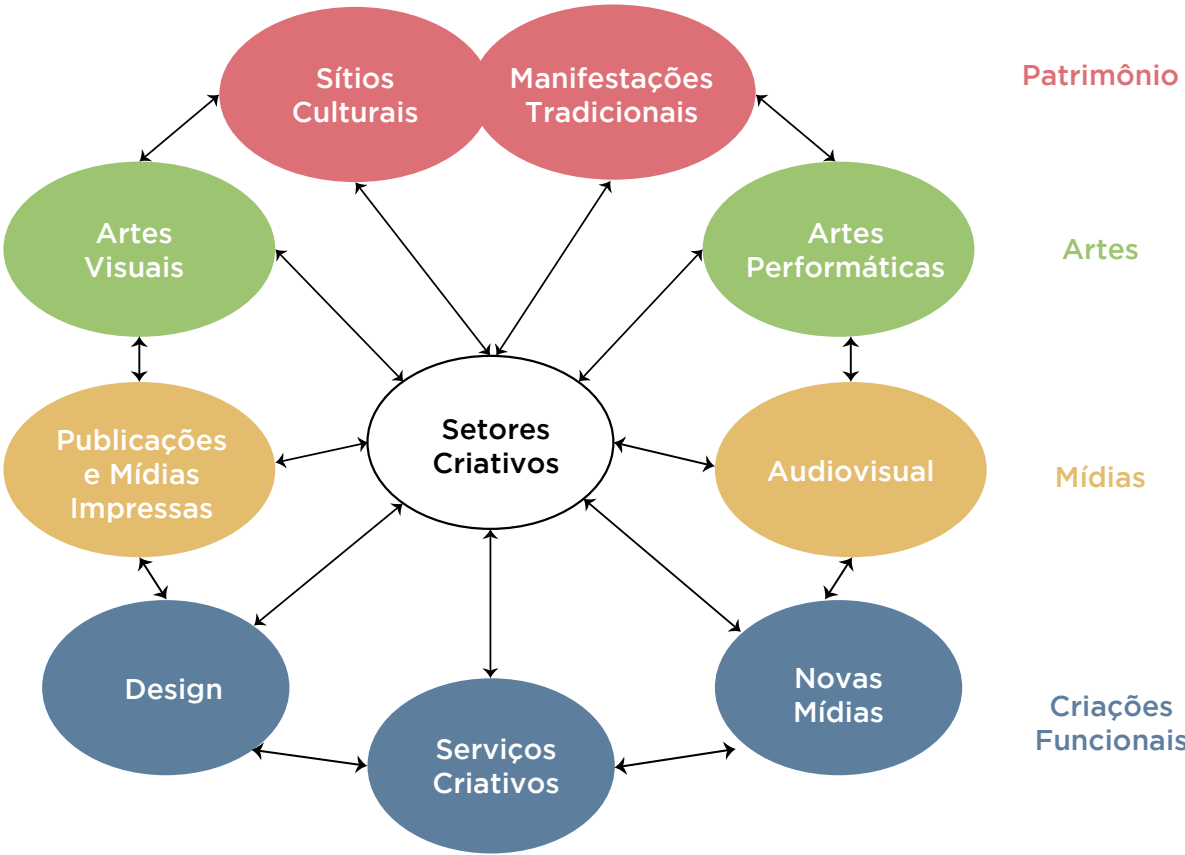 Sítios
Culturais
Manifestações
Tradicionais
Patrimônio
Artes
Visuais
Artes
Performáticas
Artes
Setores
Criativos
Publicações
e Mídias
Impressas
Audiovisual
Mídias
Design
Novas
Mídias
Serviços
Criativos
Criações
Funcionais